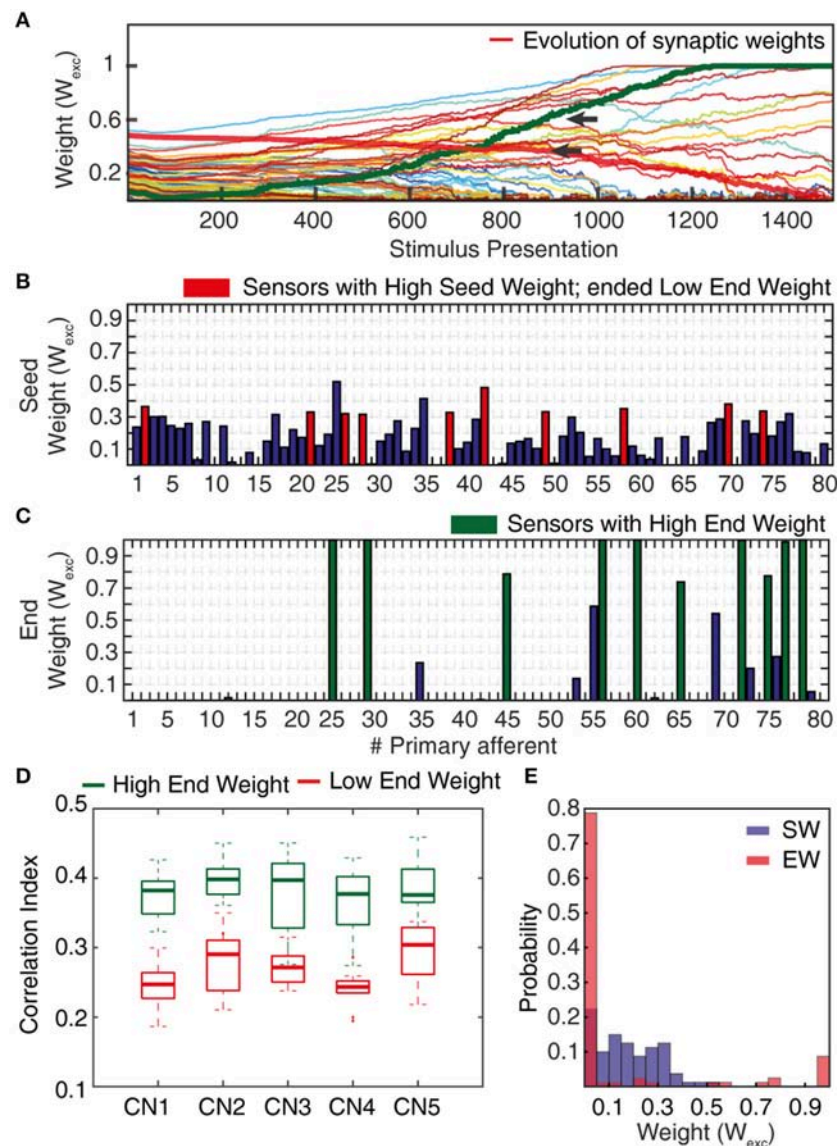 A
Evolution of synaptic weights
Weight (Wexc)
1
0.6
0.2
200 400 600 800 1000 1200 1400
Stimulus Presentation
B
Sensors with High Seed Weight; ended Low End Weight
Seed
Weight (Wexc)
0.9
0.7
0.5
0.3
0.1
1 5 10 15 20 25 30 35 40 45 50 55 60 65 70 75 80
C
Sensors with High End Weight
End
Weight (Wexc)
0.9
0.7
0.5
0.3
0.1
1 5 10 15 20 25 30 35 40 45 50 55 60 65 70 75 80
# Primary afferent
D
High End Weight Low End Weight
Correlation Index
0.5
0.4
0.3
0.2
0.1
CN1 CN2 CN3 CN4 CN5
E
SW
EW
Probability
0.8
0.7
0.6
0.5
0.4
0.3
0.2
0.1
0.1 0.3 0.5 0.7 0.9
Weight (Wexc)